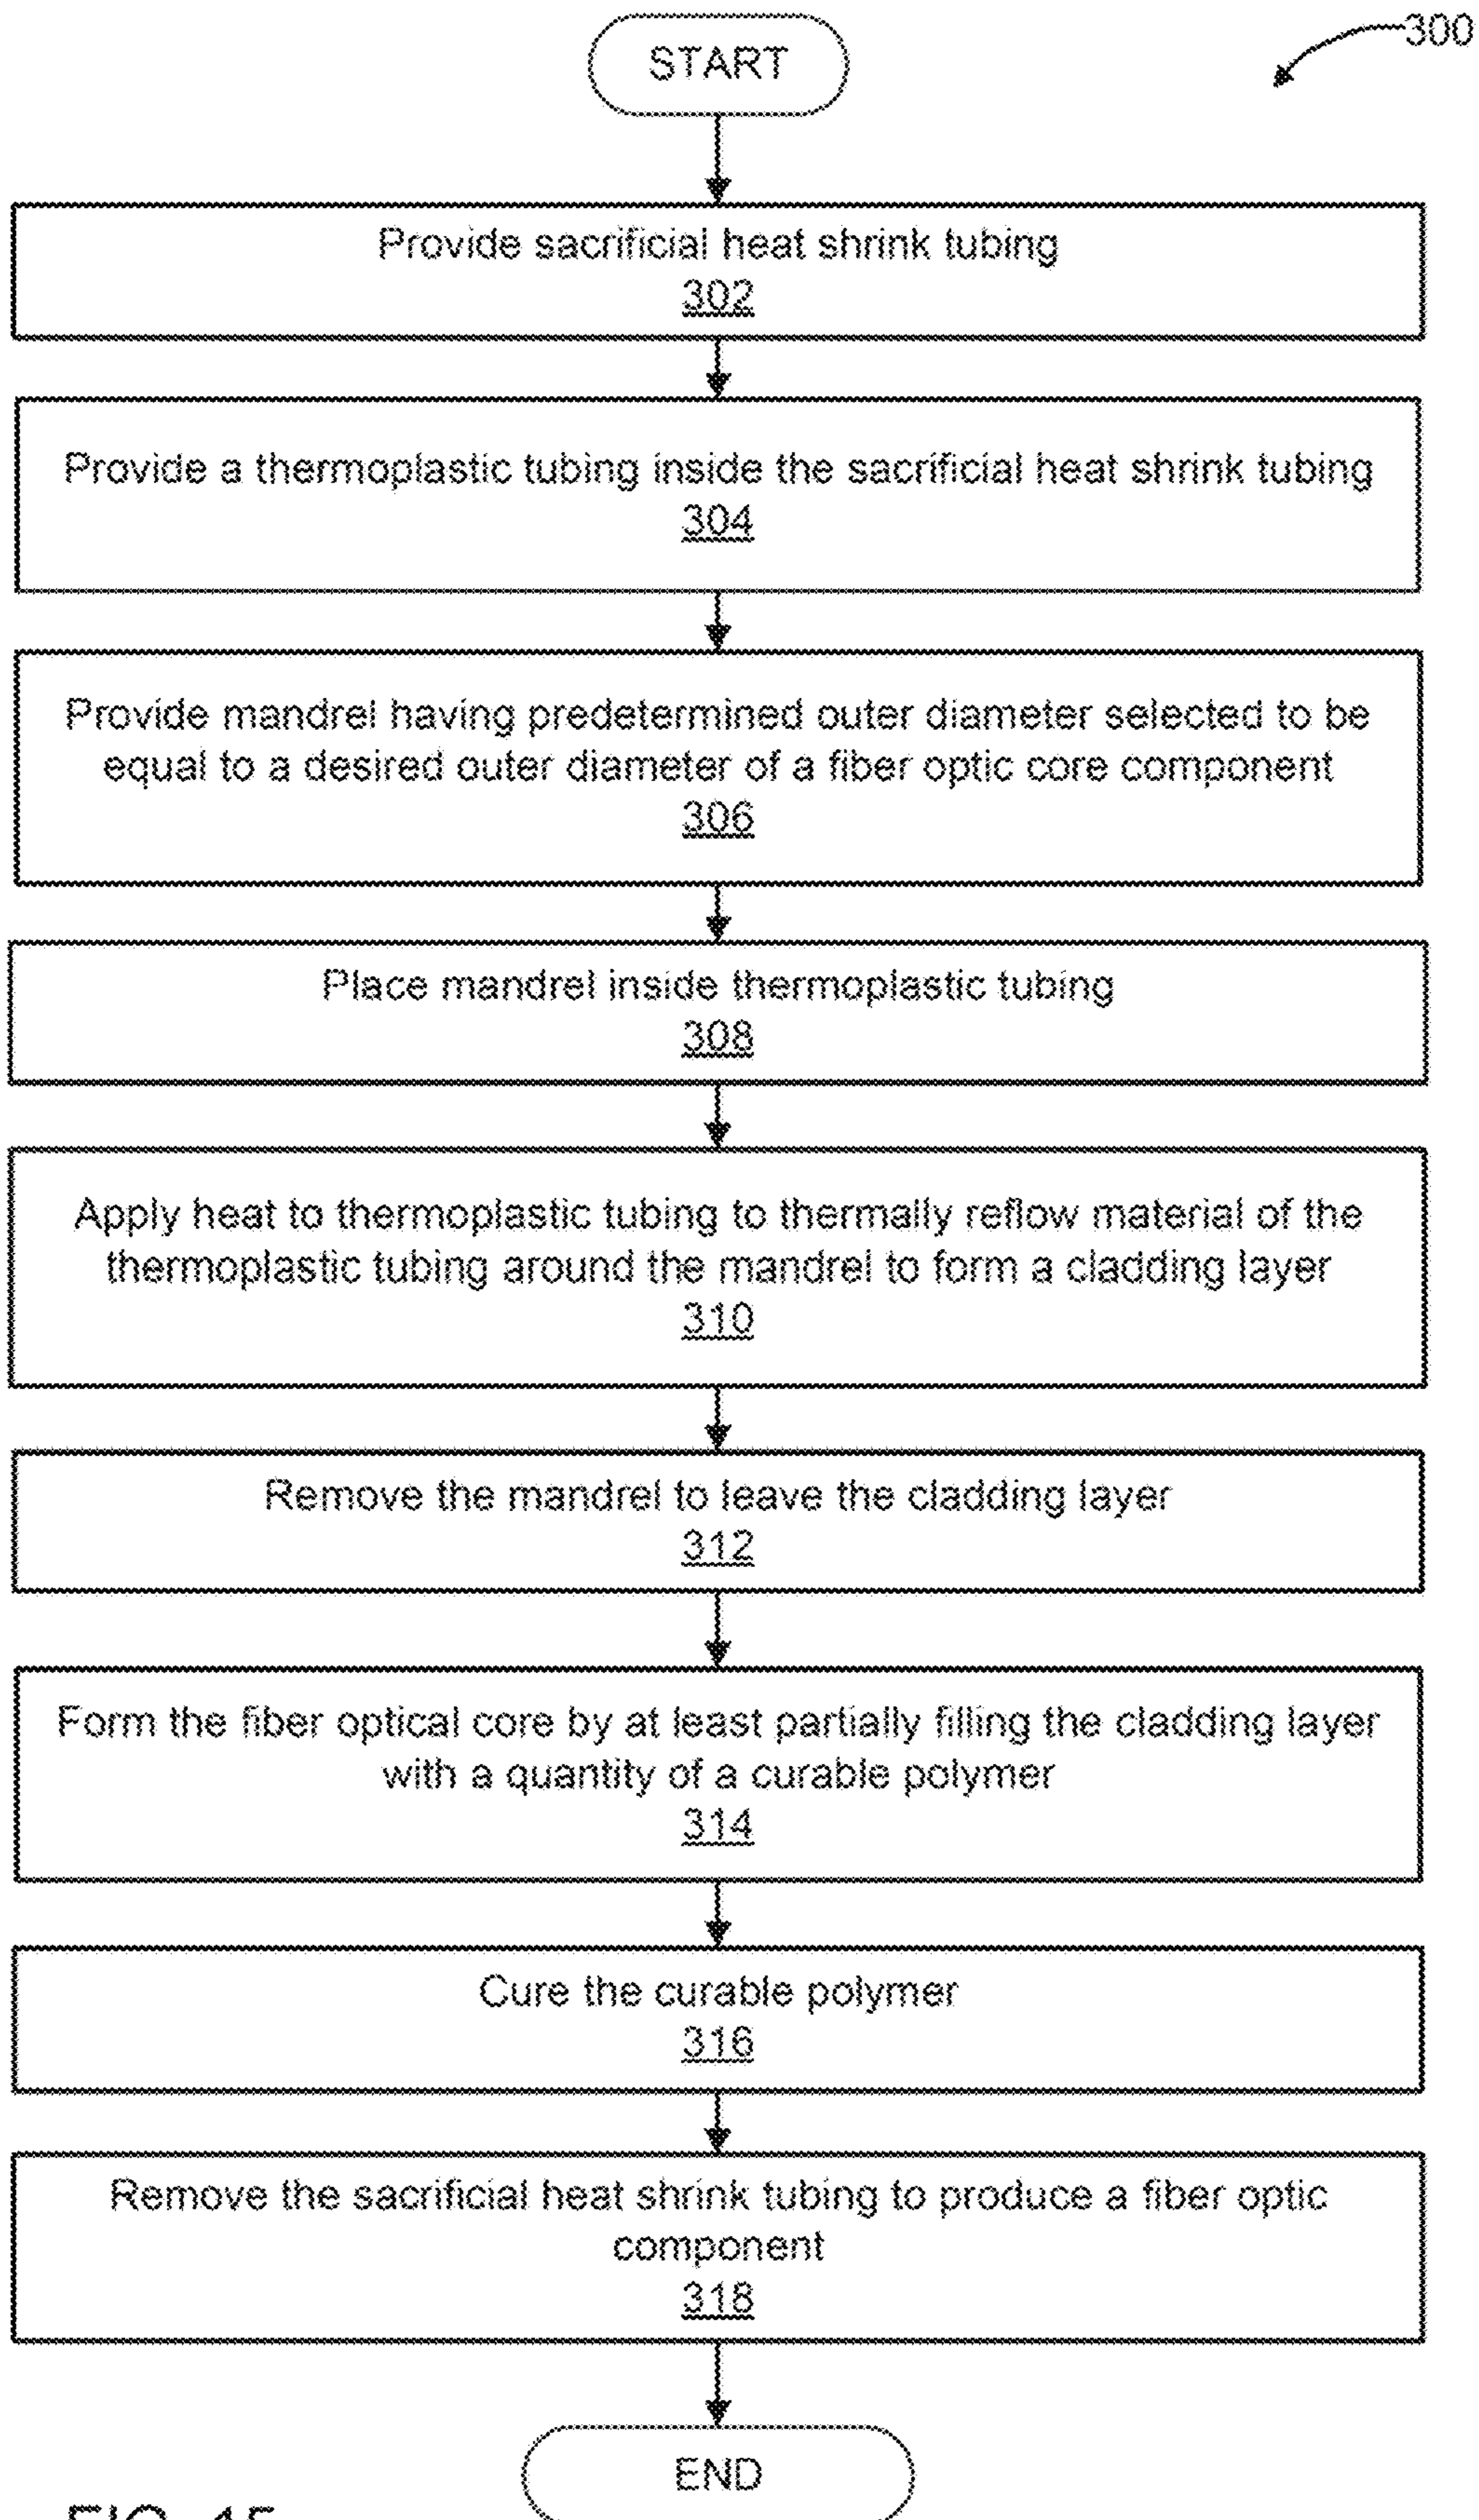 300
START
Provide sacrificial heat shrink tubing
302
Provide a thermoplastic tubing inside the sacrificial heat shrink tubing
304
Provide mandrel having predetermined outer diameter selected to be
equal to a desired outer diameter of a fiber optic core component
306
Place mandrel inside thermoplastic tubing
308
Apply heat to thermoplastic tubing to thermally reflow material of the
thermoplastic tubing around the mandrel to form a cladding layer
310
Remove the mandrel to leave the cladding layer
312
Form the fiber optical core by at least partially filling the cladding layer
with a quantity of a curable polymer
314
Cure the curable polymer
316
Remove the sacrificial heat shrink tubing to produce a fiber optic
component
318
END
FIG. 15